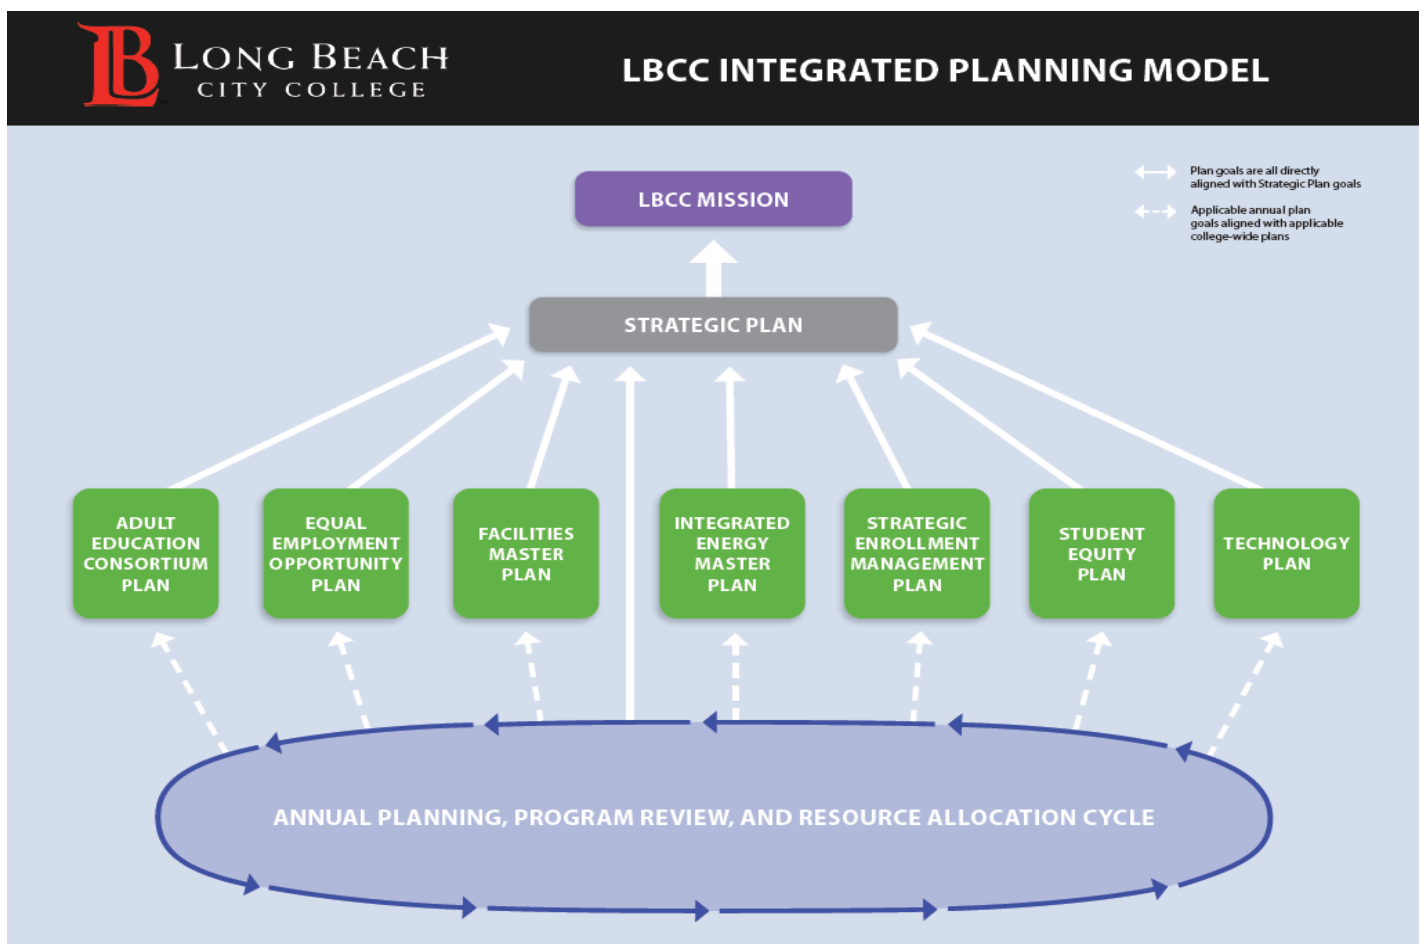 LB
LONG BEACH
CITY COLLEGE
LBCC INTEGRATED PLANNING MODEL
Plan goals are all directly
aligned with Strategic Plan goals
Applicable annual plan
goals aligned with applicable
college-wide plans
LBCC MISSION
STRATEGIC PLAN
ADULT
EDUCATION
CONSORTIUM
PLAN
EQUAL
EMPLOYMENT
OPPORTUNITY
PLAN
FACILITIES
MASTER
PLAN
INTEGRATED
ENERGY
MASTER
PLAN
STRATEGIC
ENROLLMENT
MANAGEMENT
PLAN
STUDENT
EQUITY
PLAN
TECHNOLOGY
PLAN
ANNUAL PLANNING, PROGRAM REVIEW, AND RESOURCE ALLOCATION CYCLE